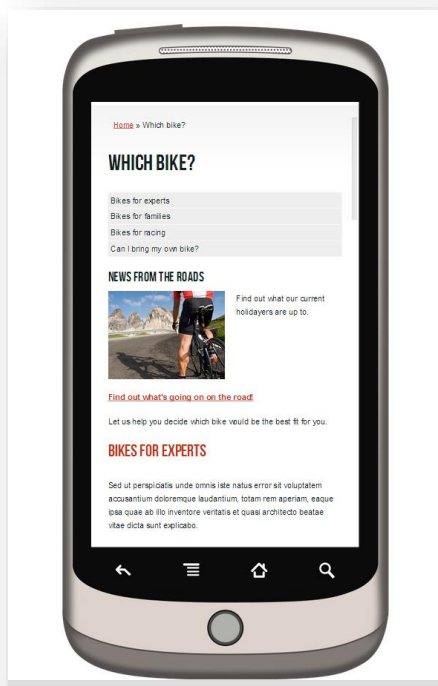 Home » Which bike?
WHICH BIKE?
Bikes for experts
Bikes for families
Bikes for racing
Can I bring my own bike?
NEWS FROM THE ROADS
Find out what our current
holidayers are up to.
Find out what's going on on the road!
Let us help you decide which bike would be the best fit for you.
BIKES FOR EXPERTS
Sed ut perspiciatis unde omnis iste natus error sit voluptatem
accusantium doloremque laudantium, totam rem aperiam, eaque
ipsa quae ab illo inventore veritatis et quasi architecto beatae
vitae dicta sunt explicabo.